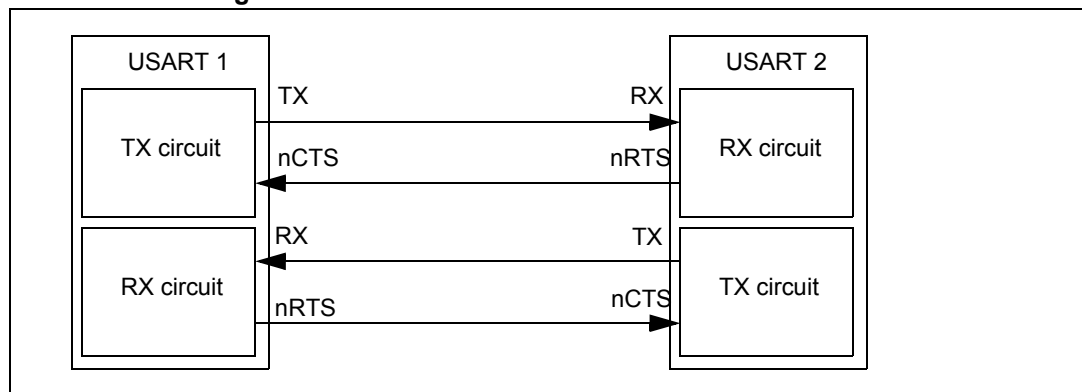 USART 1
USART 2
TX
RX
TX circuit
RX circuit
nCTS
nRTS
RX
TX
RX circuit
TX circuit
nRTS
nCTS